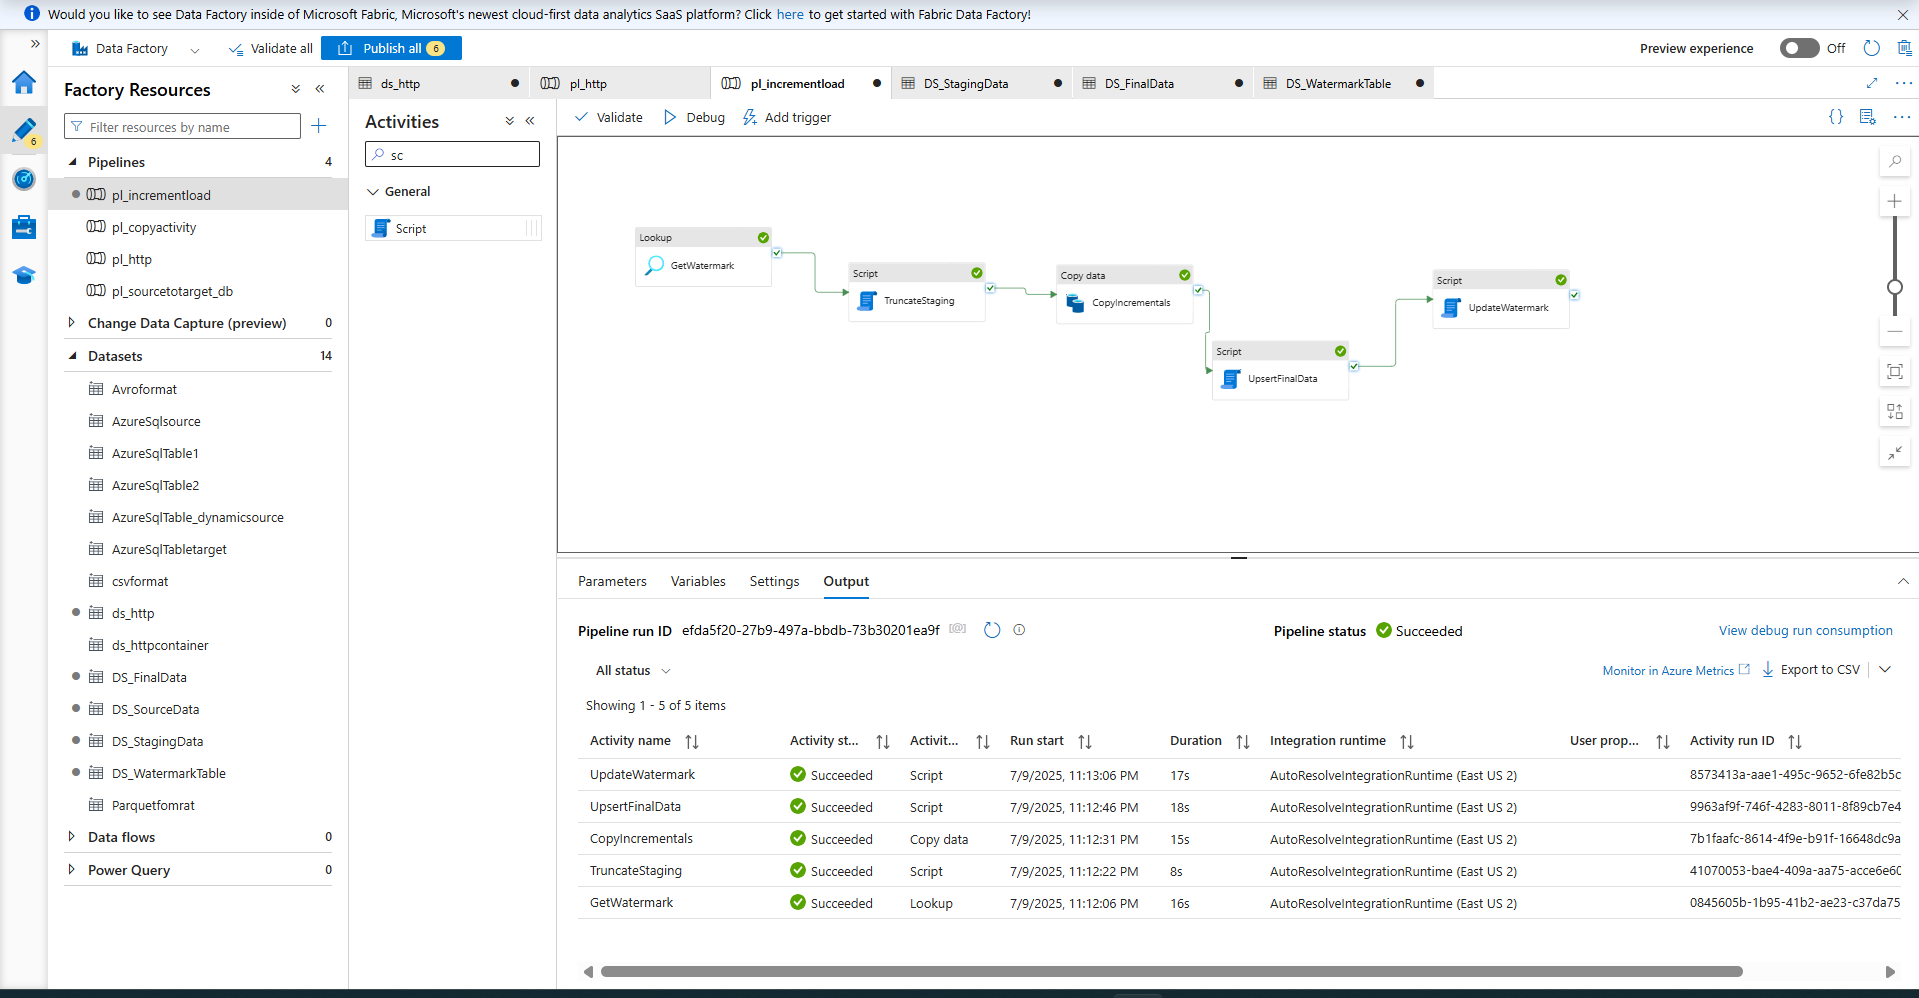 Would you like to see Data Factory inside of Microsoft Fabric, Microsoft's newest cloud-first data analytics SaaS platform? Click here to get started with Fabric Data Factory!
Data Factory
Validate all
Publish all 6
Preview experience
Off
6
Factory Resources
Filter resources by name
Pipelines 4
pl_incrementload
pl_copyactivity
pl_http
pl_sourcetotarget_db
Change Data Capture (preview) 0
Datasets 14
Avroformat
AzureSqlsource
AzureSqlTable1
AzureSqlTable2
AzureSqlTable_dynamicsource
AzureSqlTabletarget
csvformat
ds_http
ds_httpcontainer
DS_FinalData
DS_SourceData
DS_StagingData
DS_WatermarkTable
Parquetfomrat
Data flows 0
Power Query 0
ds_http
pl_http
pl_incrementload
DS_StagingData
DS_FinalData
DS_WatermarkTable
Activities
sc
General
Script
Validate
Debug
Add trigger
Lookup
GetWatermark
Script
TruncateStaging
Copy data
CopyIncrementals
Script
UpsertFinalData
Script
UpdateWatermark
Parameters Variables Settings Output
Pipeline run ID efda5f20-27b9-497a-bbdb-73b30201ea9f
Pipeline status Succeeded
View debug run consumption
All status
Monitor in Azure Metrics
Export to CSV
Showing 1 - 5 of 5 items
Activity name Activity st... Activit... Run start Duration Integration runtime User prop... Activity run ID
UpdateWatermark Succeeded Script 7/9/2025, 11:13:06 PM 17s AutoResolveIntegrationRuntime (East US 2) 8573413a-aae1-495c-9652-6fe82b5c
UpsertFinalData Succeeded Script 7/9/2025, 11:12:46 PM 18s AutoResolveIntegrationRuntime (East US 2) 9963af9f-746f-4283-8011-8f89cb7e4
CopyIncrementals Succeeded Copy data 7/9/2025, 11:12:31 PM 15s AutoResolveIntegrationRuntime (East US 2) 7b1faafc-8614-4f9e-b91f-16648dc9a
TruncateStaging Succeeded Script 7/9/2025, 11:12:22 PM 8s AutoResolveIntegrationRuntime (East US 2) 41070053-bae4-409a-aa75-acce6e60
GetWatermark Succeeded Lookup 7/9/2025, 11:12:06 PM 16s AutoResolveIntegrationRuntime (East US 2) 0845605b-1b95-41b2-ae23-c37da75